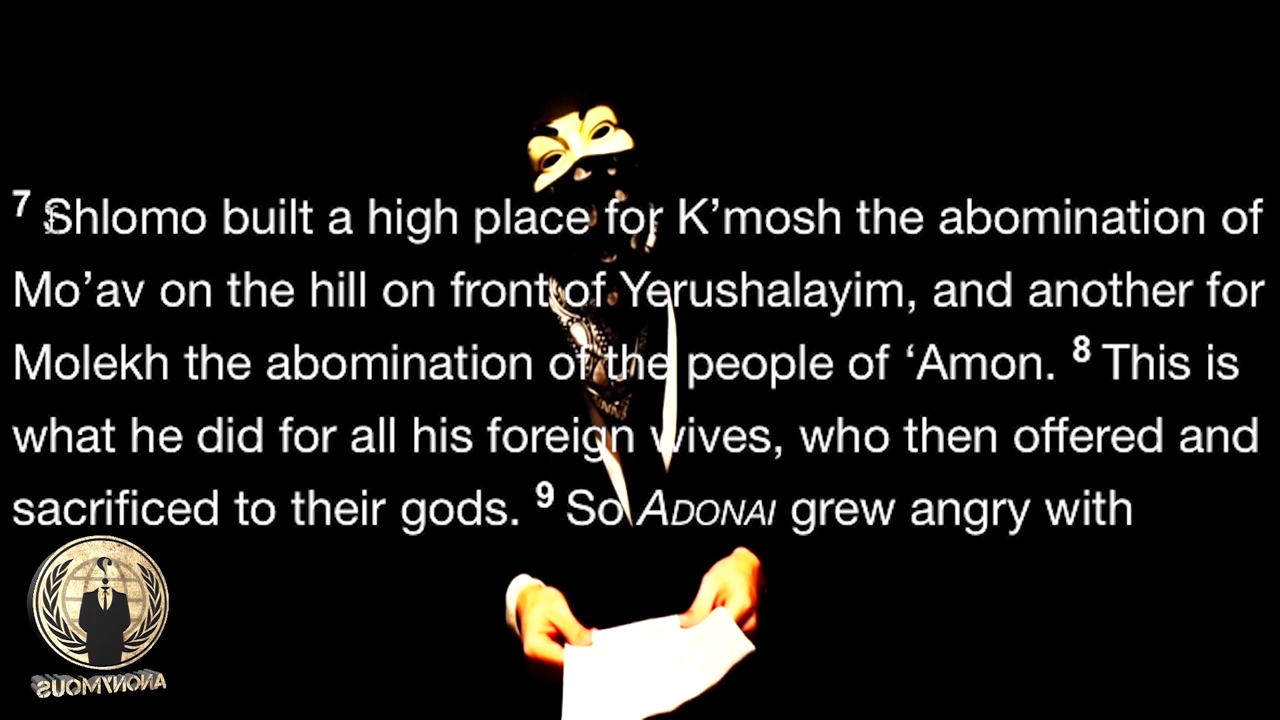 7 Shlomo built a high place for K’mosh the abomination of
Mo’av on the hill on front of Yerushalayim, and another for
Molekh the abomination of the people of ‘Amon. 8 This is
what he did for all his foreign wives, who then offered and
sacrificed to their gods. 9 So ADONAI grew angry with
ANONYMOUS